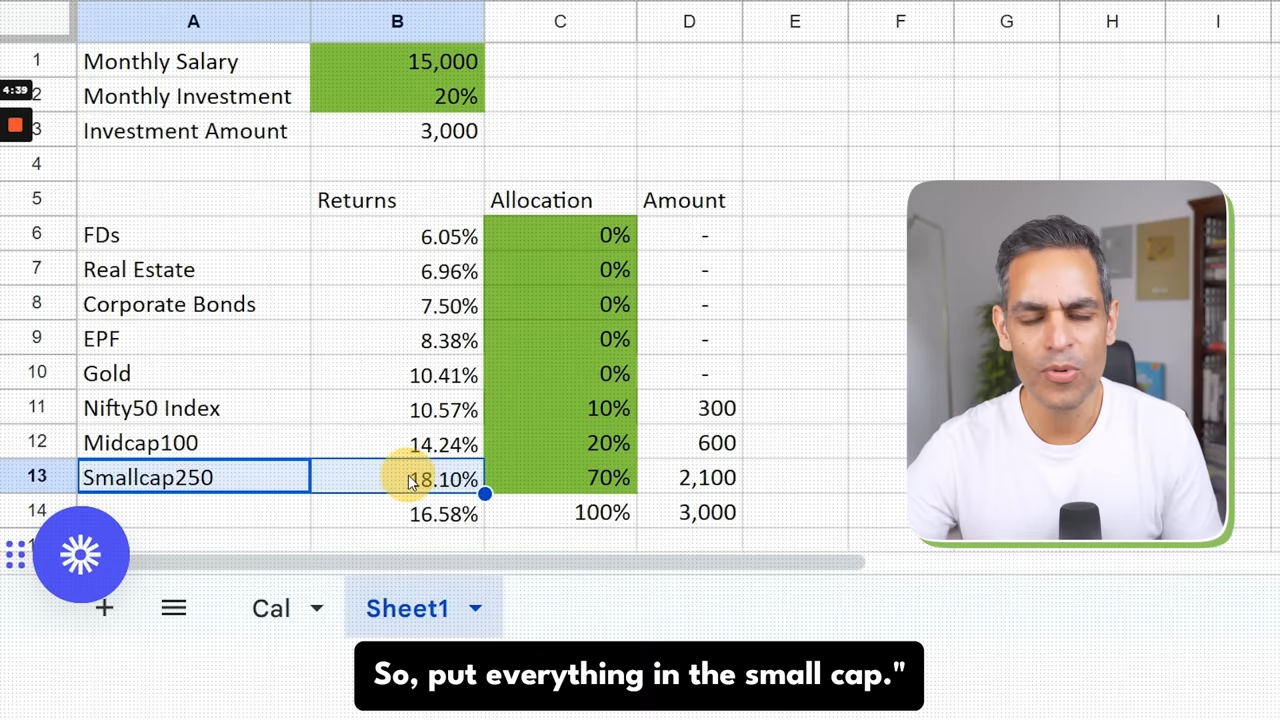 A B C D E F G H I
1 Monthly Salary 15,000
4:39 2 Monthly Investment 20%
3 Investment Amount 3,000
4
5 Returns Allocation Amount
6 FDs 6.05% 0% -
7 Real Estate 6.96% 0% -
8 Corporate Bonds 7.50% 0% -
9 EPF 8.38% 0% -
10 Gold 10.41% 0% -
11 Nifty50 Index 10.57% 10% 300
12 Midcap100 14.24% 20% 600
13 Smallcap250 18.10% 70% 2,100
14 16.58% 100% 3,000
+ Cal Sheet1
So, put everything in the small cap."